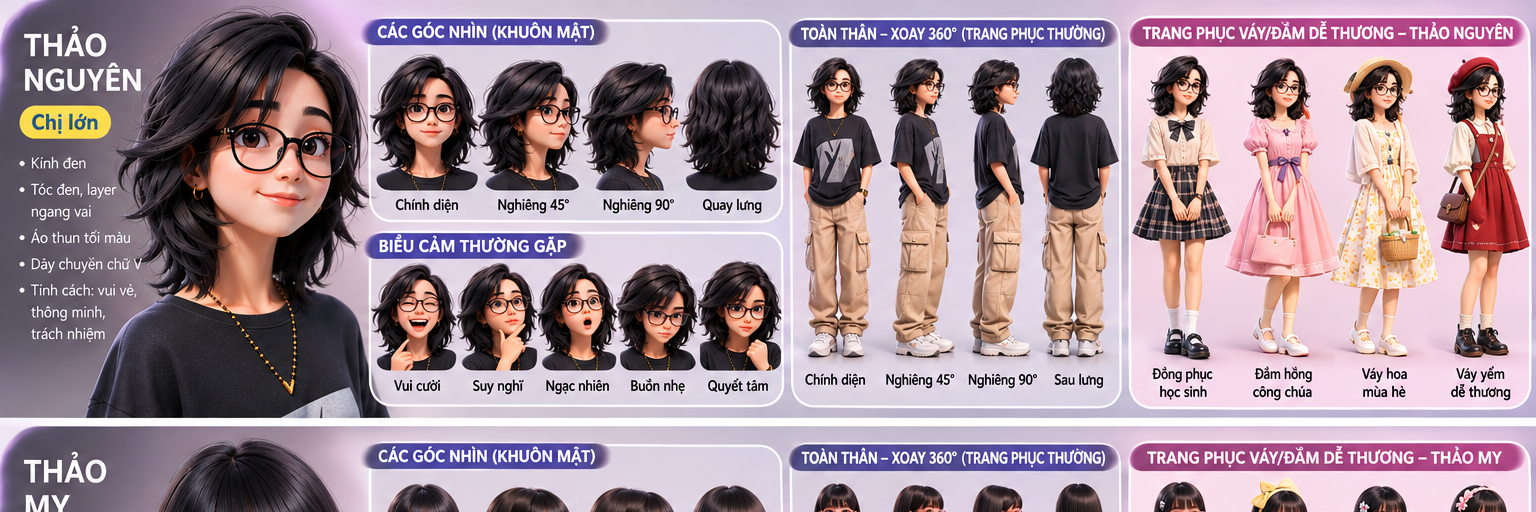 THẢO
NGUYÊN
Chị lớn
• Kính đen
• Tóc đen, layer
ngang vai
• Áo thun tối màu
• Dây chuyền chữ V
• Tính cách: vui vẻ,
thông minh,
trách nhiệm
CÁC GÓC NHÌN (KHUÔN MẶT)
Chính diện
Nghiêng 45°
Nghiêng 90°
Quay lưng
BIỂU CẢM THƯỜNG GẶP
Vui cười
Suy nghĩ
Ngạc nhiên
Buồn nhẹ
Quyết tâm
TOÀN THÂN – XOAY 360° (TRANG PHỤC THƯỜNG)
Chính diện
Nghiêng 45°
Nghiêng 90°
Sau lưng
TRANG PHỤC VÁY/ĐẦM DỄ THƯƠNG – THẢO NGUYÊN
Đồng phục
học sinh
Đầm hồng
công chúa
Váy hoa
mùa hè
Váy yếm
dễ thương
THẢO
MY
CÁC GÓC NHÌN (KHUÔN MẶT)
TOÀN THÂN – XOAY 360° (TRANG PHỤC THƯỜNG)
TRANG PHỤC VÁY/ĐẦM DỄ THƯƠNG – THẢO MY